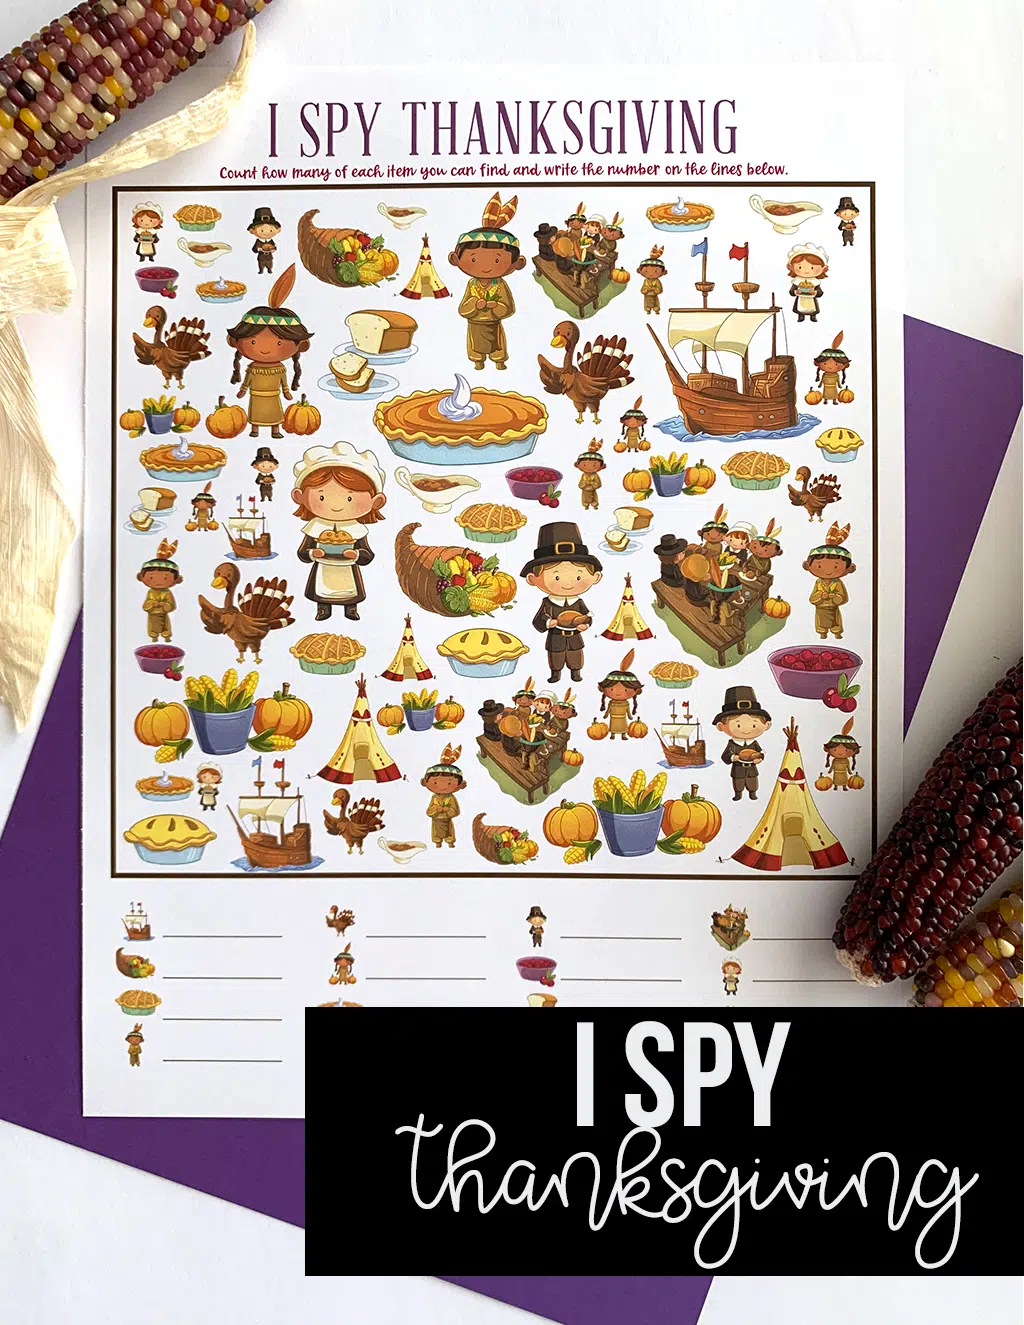 I SPY THANKSGIVING
Count how many of each item you can find and write the number on the lines below.
I SPY
thanksgiving